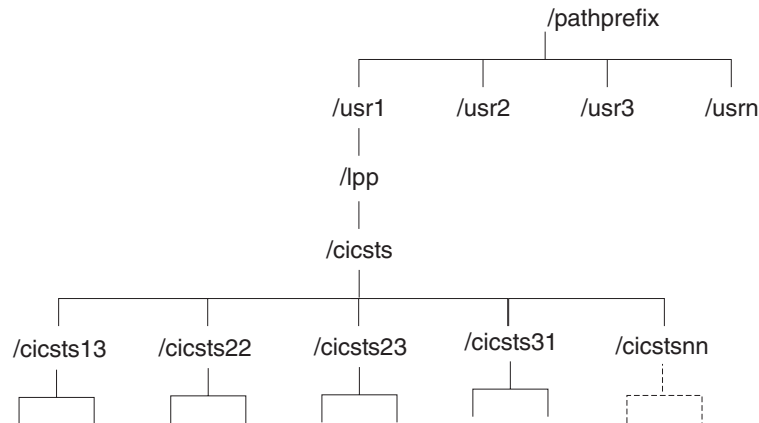 /pathprefix
/usr1 /usr2 /usr3 /usrn
/lpp
/cicsts
/cicsts13 /cicsts22 /cicsts23 /cicsts31 /cicstsnn